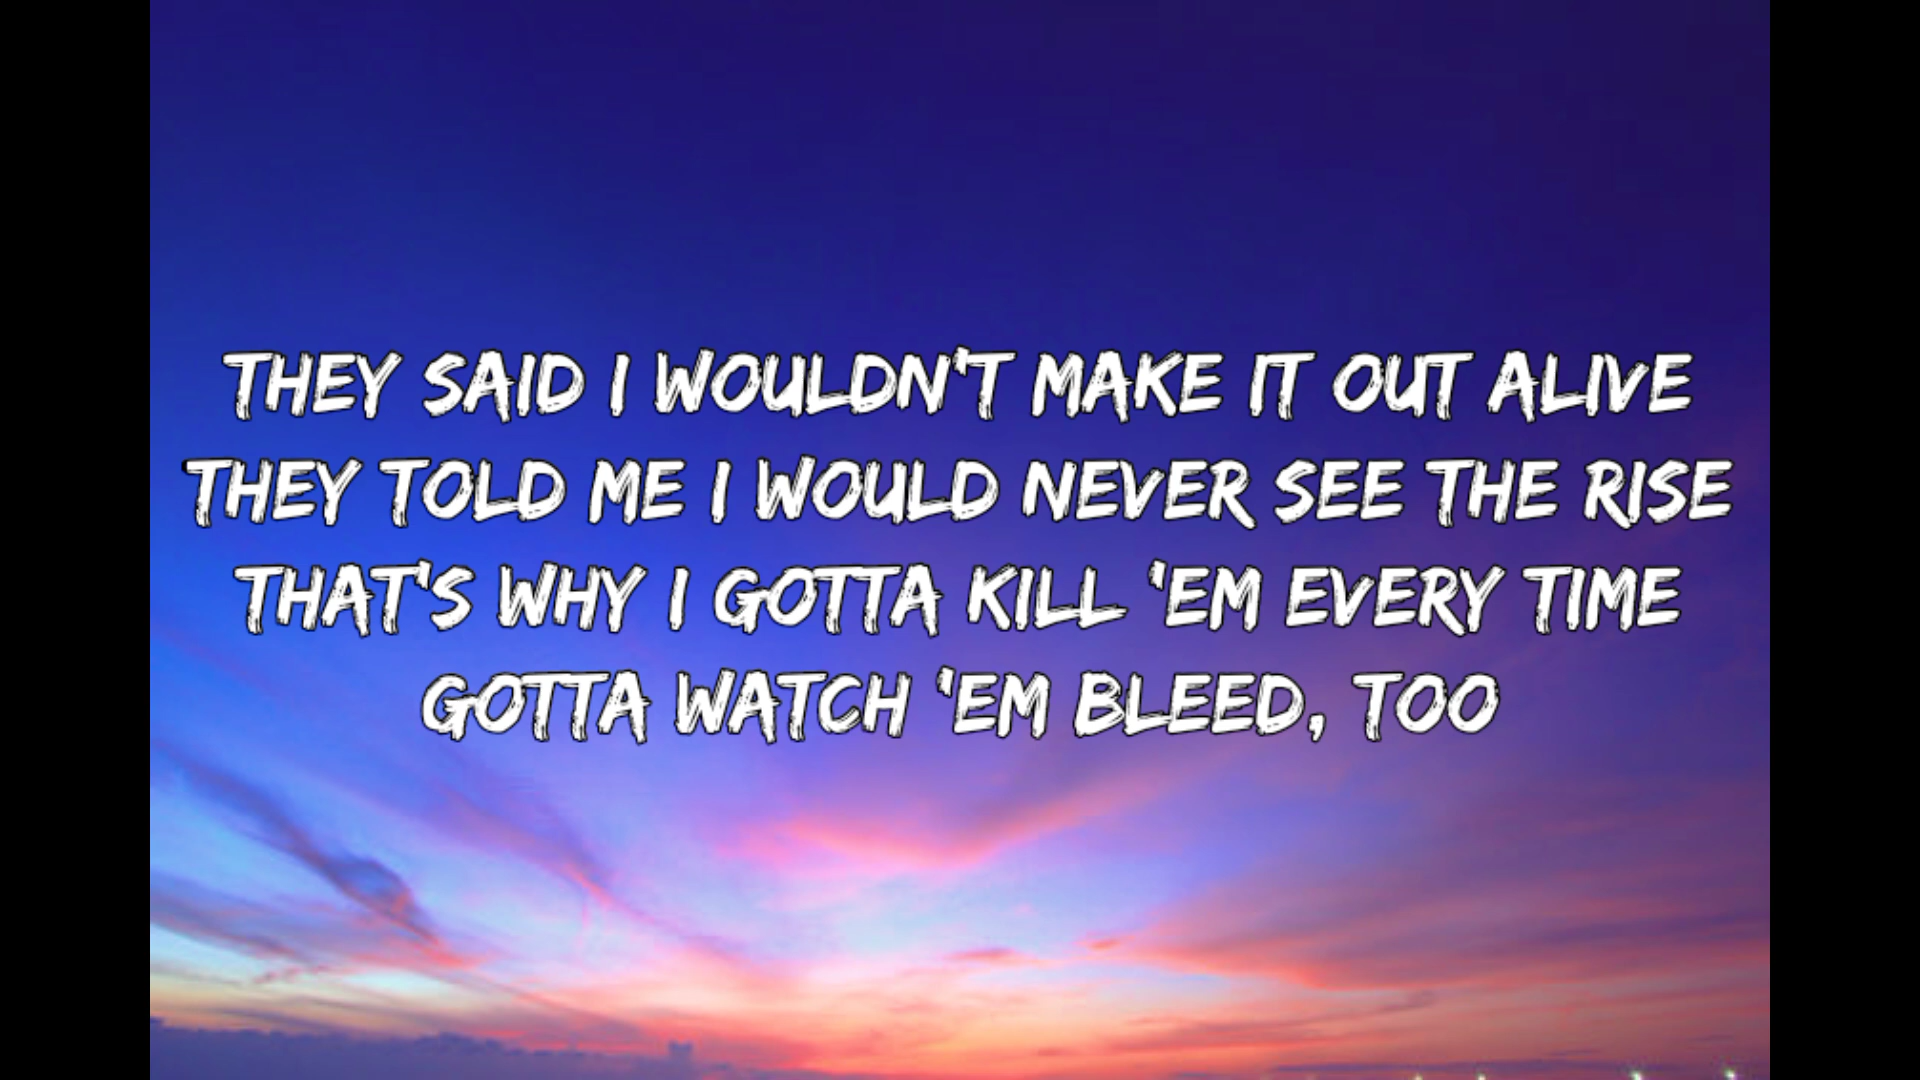 THEY SAID I WOULDN'T MAKE IT OUT ALIVE
THEY TOLD ME I WOULD NEVER SEE THE RISE
THAT'S WHY I GOTTA KILL 'EM EVERY TIME
GOTTA WATCH 'EM BLEED, TOO